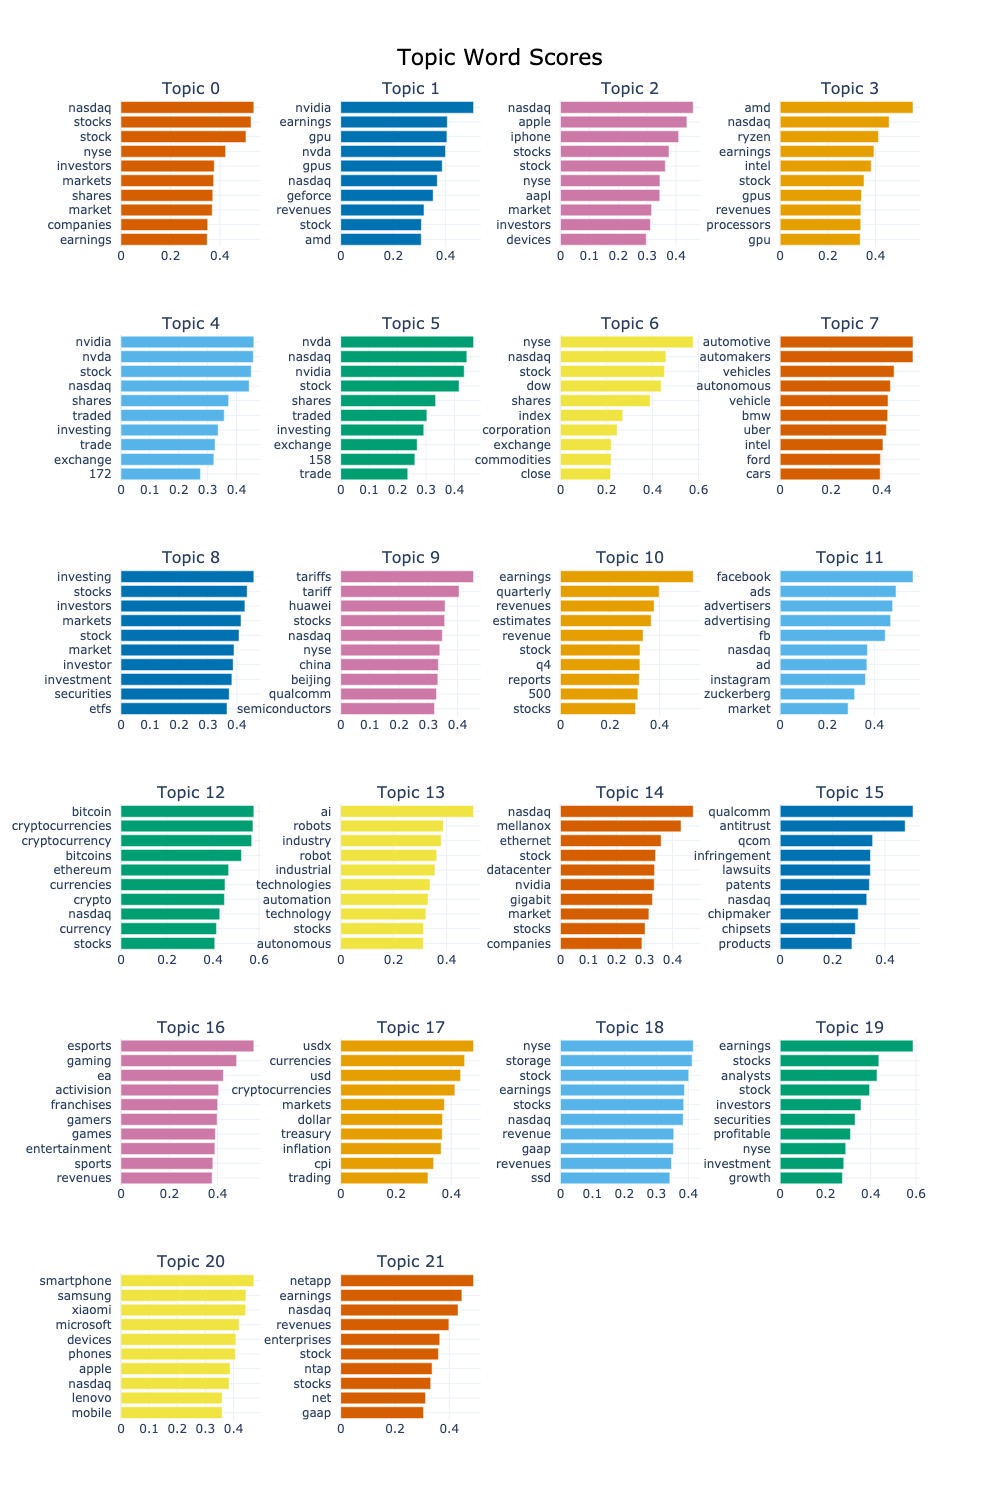 Topic Word Scores
Topic 0
nasdaq
stocks
stock
nyse
investors
markets
shares
market
companies
earnings
0 0.2 0.4
Topic 1
nvidia
earnings
gpu
nvda
gpus
nasdaq
geforce
revenues
stock
amd
0 0.2 0.4
Topic 2
nasdaq
apple
iphone
stocks
stock
nyse
aapl
market
investors
devices
0 0.1 0.2 0.3 0.4
Topic 3
amd
nasdaq
ryzen
earnings
intel
stock
gpus
revenues
processors
gpu
0 0.2 0.4
Topic 4
nvidia
nvda
stock
nasdaq
shares
traded
investing
trade
exchange
172
0 0.1 0.2 0.3 0.4
Topic 5
nvda
nasdaq
nvidia
stock
shares
traded
investing
exchange
158
trade
0 0.1 0.2 0.3 0.4
Topic 6
nyse
nasdaq
stock
dow
shares
index
corporation
exchange
commodities
close
0 0.2 0.4 0.6
Topic 7
automotive
automakers
vehicles
autonomous
vehicle
bmw
uber
intel
ford
cars
0 0.2 0.4
Topic 8
investing
stocks
investors
markets
stock
market
investor
investment
securities
etfs
0 0.1 0.2 0.3 0.4
Topic 9
tariffs
tariff
huawei
stocks
nasdaq
nyse
china
beijing
qualcomm
semiconductors
0 0.1 0.2 0.3 0.4
Topic 10
earnings
quarterly
revenues
estimates
revenue
stock
q4
reports
500
stocks
0 0.2 0.4
Topic 11
facebook
ads
advertisers
advertising
fb
nasdaq
ad
instagram
zuckerberg
market
0 0.2 0.4
Topic 12
bitcoin
cryptocurrencies
cryptocurrency
bitcoins
ethereum
currencies
crypto
nasdaq
currency
stocks
0 0.2 0.4 0.6
Topic 13
ai
robots
industry
robot
industrial
technologies
automation
technology
stocks
autonomous
0 0.2 0.4
Topic 14
nasdaq
mellanox
ethernet
stock
datacenter
nvidia
gigabit
market
stocks
companies
0 0.1 0.2 0.3 0.4
Topic 15
qualcomm
antitrust
qcom
infringement
lawsuits
patents
nasdaq
chipmaker
chipsets
products
0 0.2 0.4
Topic 16
esports
gaming
ea
activision
franchises
gamers
games
entertainment
sports
revenues
0 0.2 0.4
Topic 17
usdx
currencies
usd
cryptocurrencies
markets
dollar
treasury
inflation
cpi
trading
0 0.2 0.4
Topic 18
nyse
storage
stock
earnings
stocks
nasdaq
revenue
gaap
revenues
ssd
0 0.1 0.2 0.3 0.4
Topic 19
earnings
stocks
analysts
stock
investors
securities
profitable
nyse
investment
growth
0 0.2 0.4 0.6
Topic 20
smartphone
samsung
xiaomi
microsoft
devices
phones
apple
nasdaq
lenovo
mobile
0 0.1 0.2 0.3 0.4
Topic 21
netapp
earnings
nasdaq
revenues
enterprises
stock
ntap
stocks
net
gaap
0 0.2 0.4